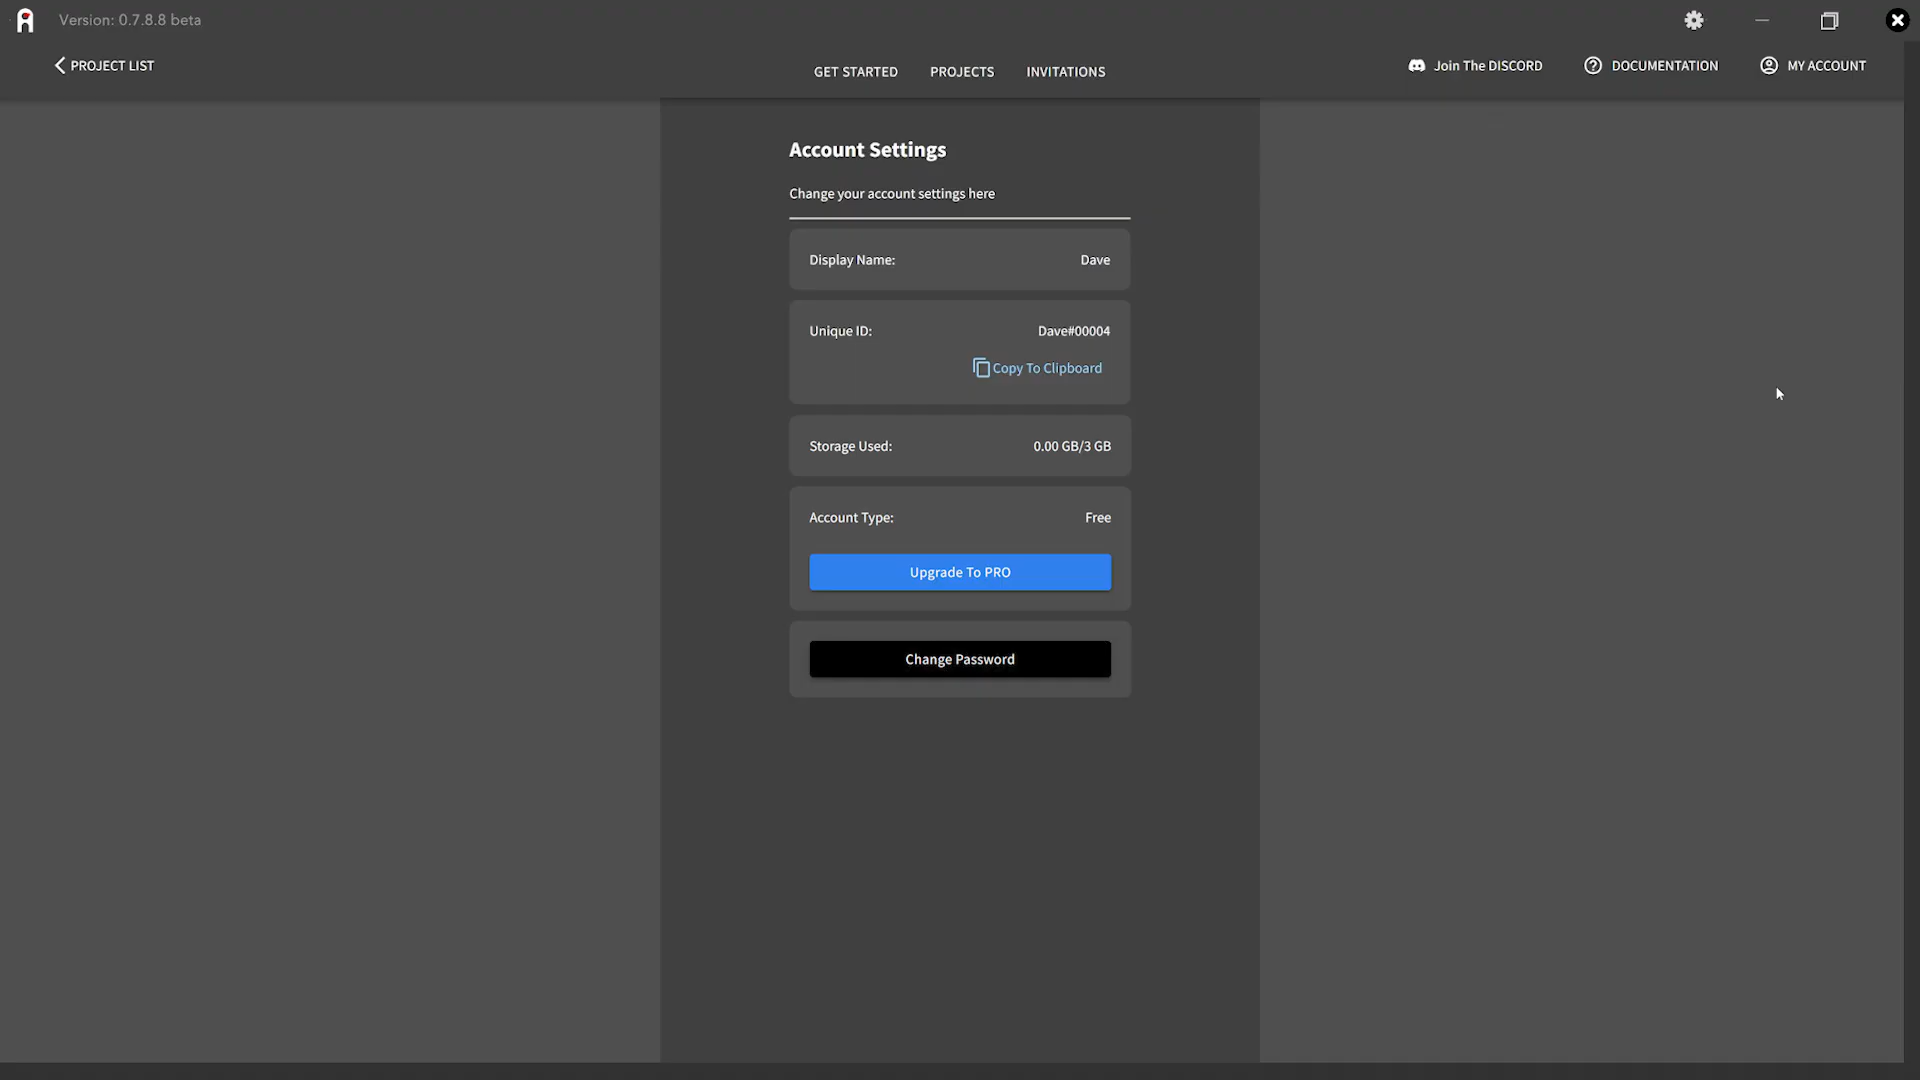 Version: 0.7.8.8 beta
PROJECT LIST
GET STARTED PROJECTS INVITATIONS
Join The DISCORD DOCUMENTATION MY ACCOUNT
Account Settings
Change your account settings here
Display Name: Dave
Unique ID: Dave#00004
Copy To Clipboard
Storage Used: 0.00 GB/3 GB
Account Type: Free
Upgrade To PRO
Change Password